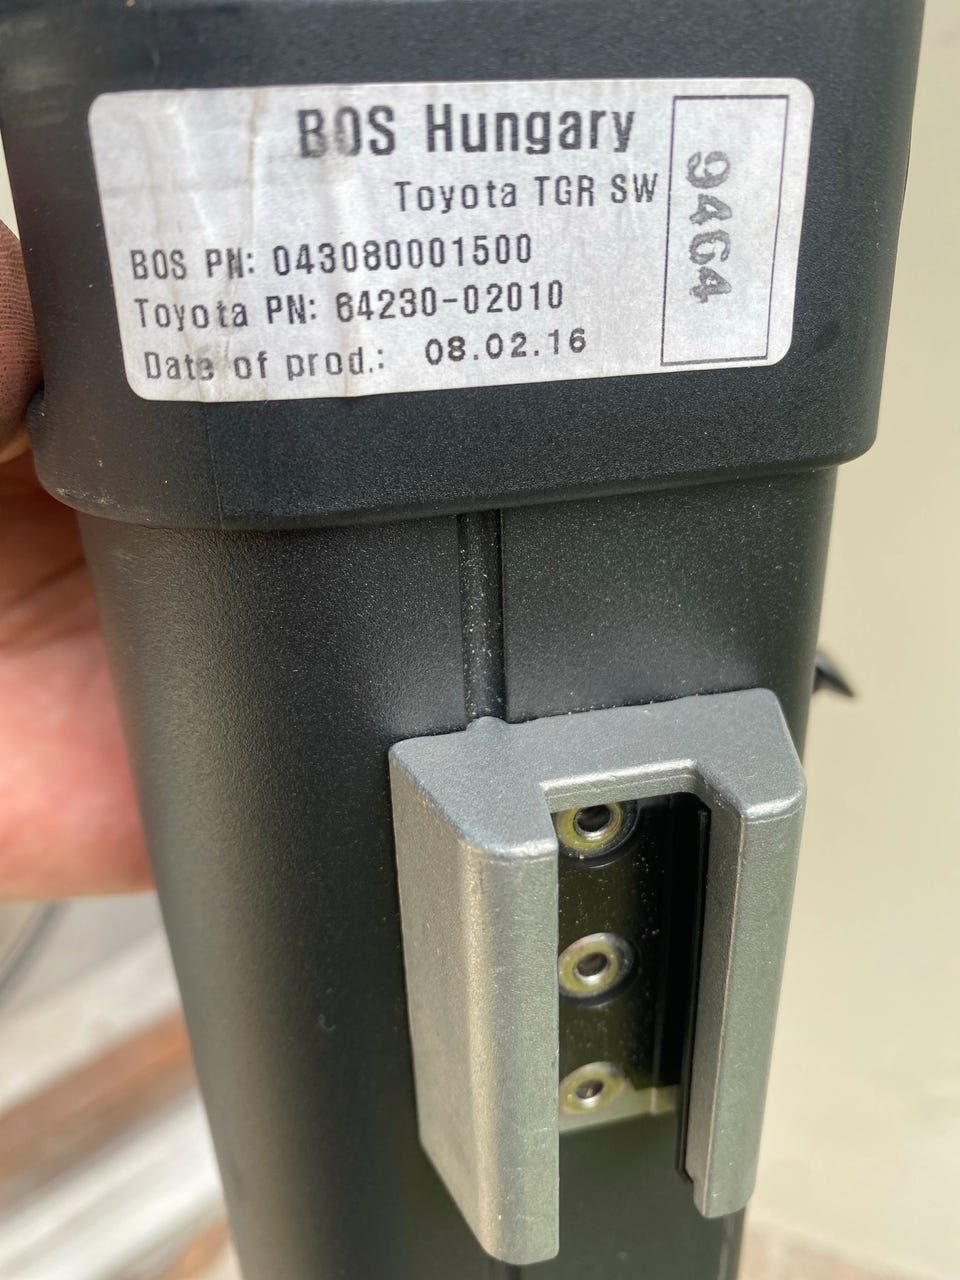 BOS Hungary
Toyota TGR SW
BOS PN: 043080001500
Toyota PN: 64230-02010
Date of prod.: 08.02.16
9464